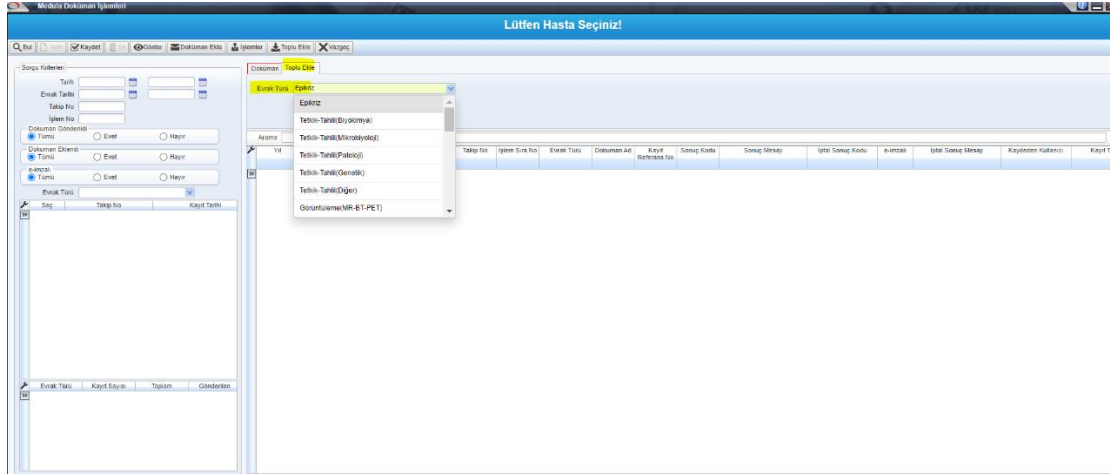 Medula Doküman İşlemleri
Lütfen Hasta Seçiniz!
Bul Kaydet Göster Doküman Ekle İşlemler Toplu Ekle Vazgeç
Sorgu Kriterleri
Tarih
Evrak Tarihi
Takip No
İşlem No
Doküman Gönderildi
Tümü Evet Hayır
Doküman Eklendi
Tümü Evet Hayır
e-imzalı
Tümü Evet Hayır
Evrak Türü
Seç Takip No Kayıt Tarihi
Evrak Türü Kayıt Sayısı Toplam Gönderilen
Doküman Toplu Ekle
Evrak Türü Epikriz
Epikriz
Tetkik-Tahlil(Biyokimya)
Tetkik-Tahlil(Mikrobiyoloji)
Tetkik-Tahlil(Patoloji)
Tetkik-Tahlil(Genetik)
Tetkik-Tahlil(Diğer)
Görüntüleme(MR-BT-PET)
Arama
Yıl Takip No İşlem Sıra No Evrak Türü Doküman Ad Kayıt Referans No Sonuç Kodu Sonuç Mesajı İptal Sonuç Kodu e-imzalı İptal Sonuç Mesajı Kaydeden Kullanıcı Kayıt T